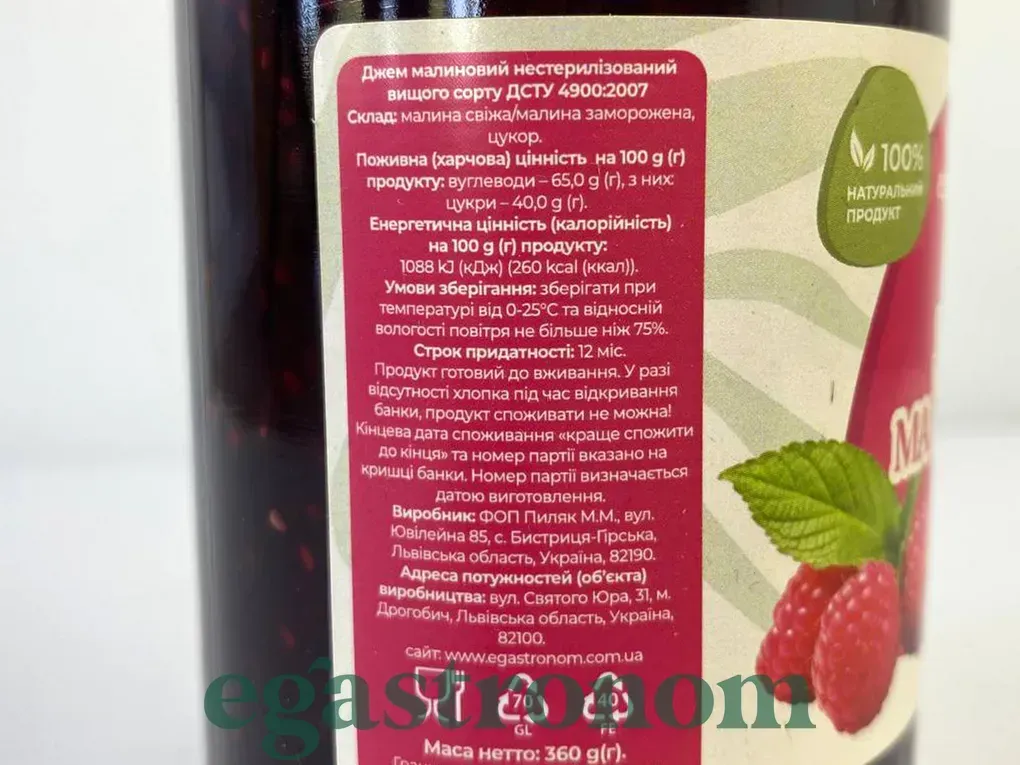 Джем малиновий нестерилізований
вищого сорту ДСТУ 4900:2007
Склад: малина свіжа/малина заморожена,
цукор.
Поживна (харчова) цінність на 100 g (г)
продукту: вуглеводи – 65,0 g (г), з них
цукри – 40,0 g (г).
Енергетична цінність (калорійність)
на 100 g (г) продукту:
1088 kJ (кДж) (260 kcal (ккал)).
Умови зберігання: зберігати при
температурі від 0-25°С та відносній
вологості повітря не більше ніж 75%.
Строк придатності: 12 міс.
Продукт готовий до вживання. У разі
відсутності хлопка під час відкривання
банки, продукт споживати не можна!
Кінцева дата споживання «краще спожити
до кінця» та номер партії вказано на
кришці банки. Номер партії визначається
датою виготовлення.
Виробник: ФОП Пиляк М.М., вул.
Ювілейна 85, с. Бистриця-Гірська,
Львівська область, Україна, 82190.
Адреса потужностей (об'єкта)
виробництва: вул. Святого Юра, 31, м.
Дрогобич, Львівська область, Україна,
82100.
сайт: www.egastronom.com.ua
70 40
GL FE
Маса нетто: 360 g(г).
100%
НАТУРАЛЬНИЙ
ПРОДУКТ
МА
egastronom